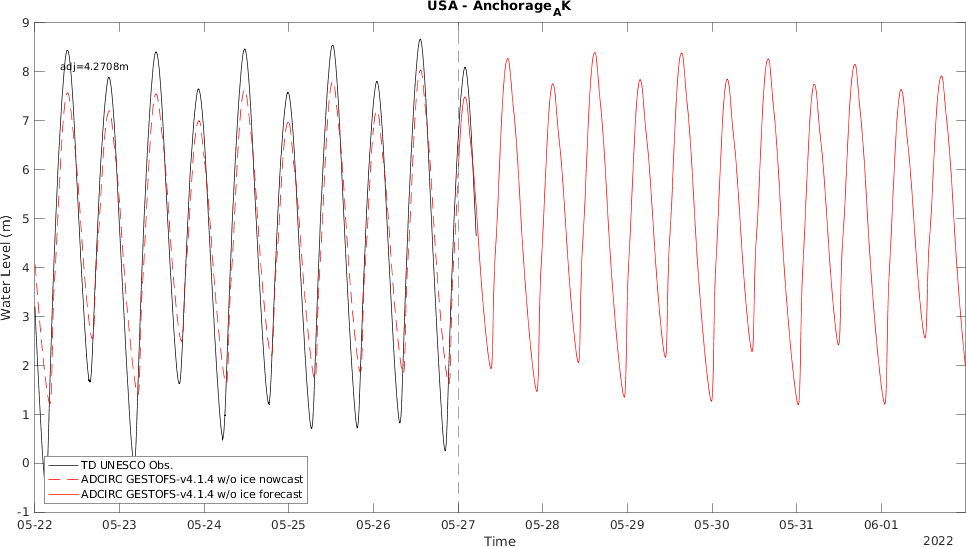 USA - Anchorage_AK
adj=4.2708m
9
8
7
6
5
4
3
2
1
0
-1
Water Level (m)
TD UNESCO Obs.
ADCIRC GESTOFS-v4.1.4 w/o ice nowcast
ADCIRC GESTOFS-v4.1.4 w/o ice forecast
05-22 05-23 05-24 05-25 05-26 05-27 05-28 05-29 05-30 05-31 06-01
Time
2022